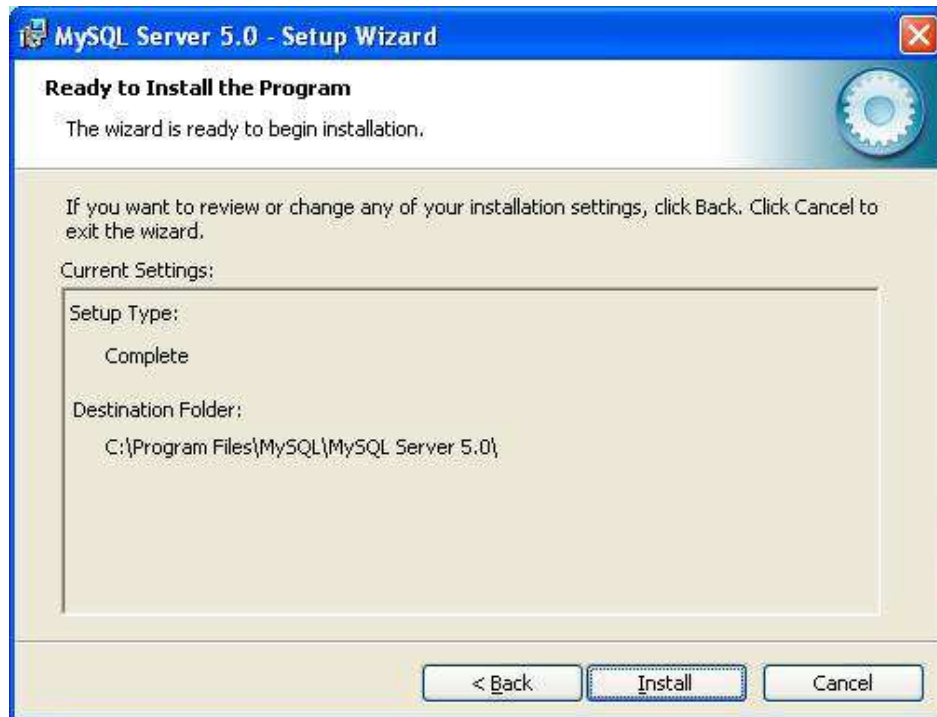 MySQL Server 5.0 - Setup Wizard
Ready to Install the Program
The wizard is ready to begin installation.
If you want to review or change any of your installation settings, click Back. Click Cancel to
exit the wizard.
Current Settings:
Setup Type:
Complete
Destination Folder:
C:\Program Files\MySQL\MySQL Server 5.0\
< Back
Install
Cancel